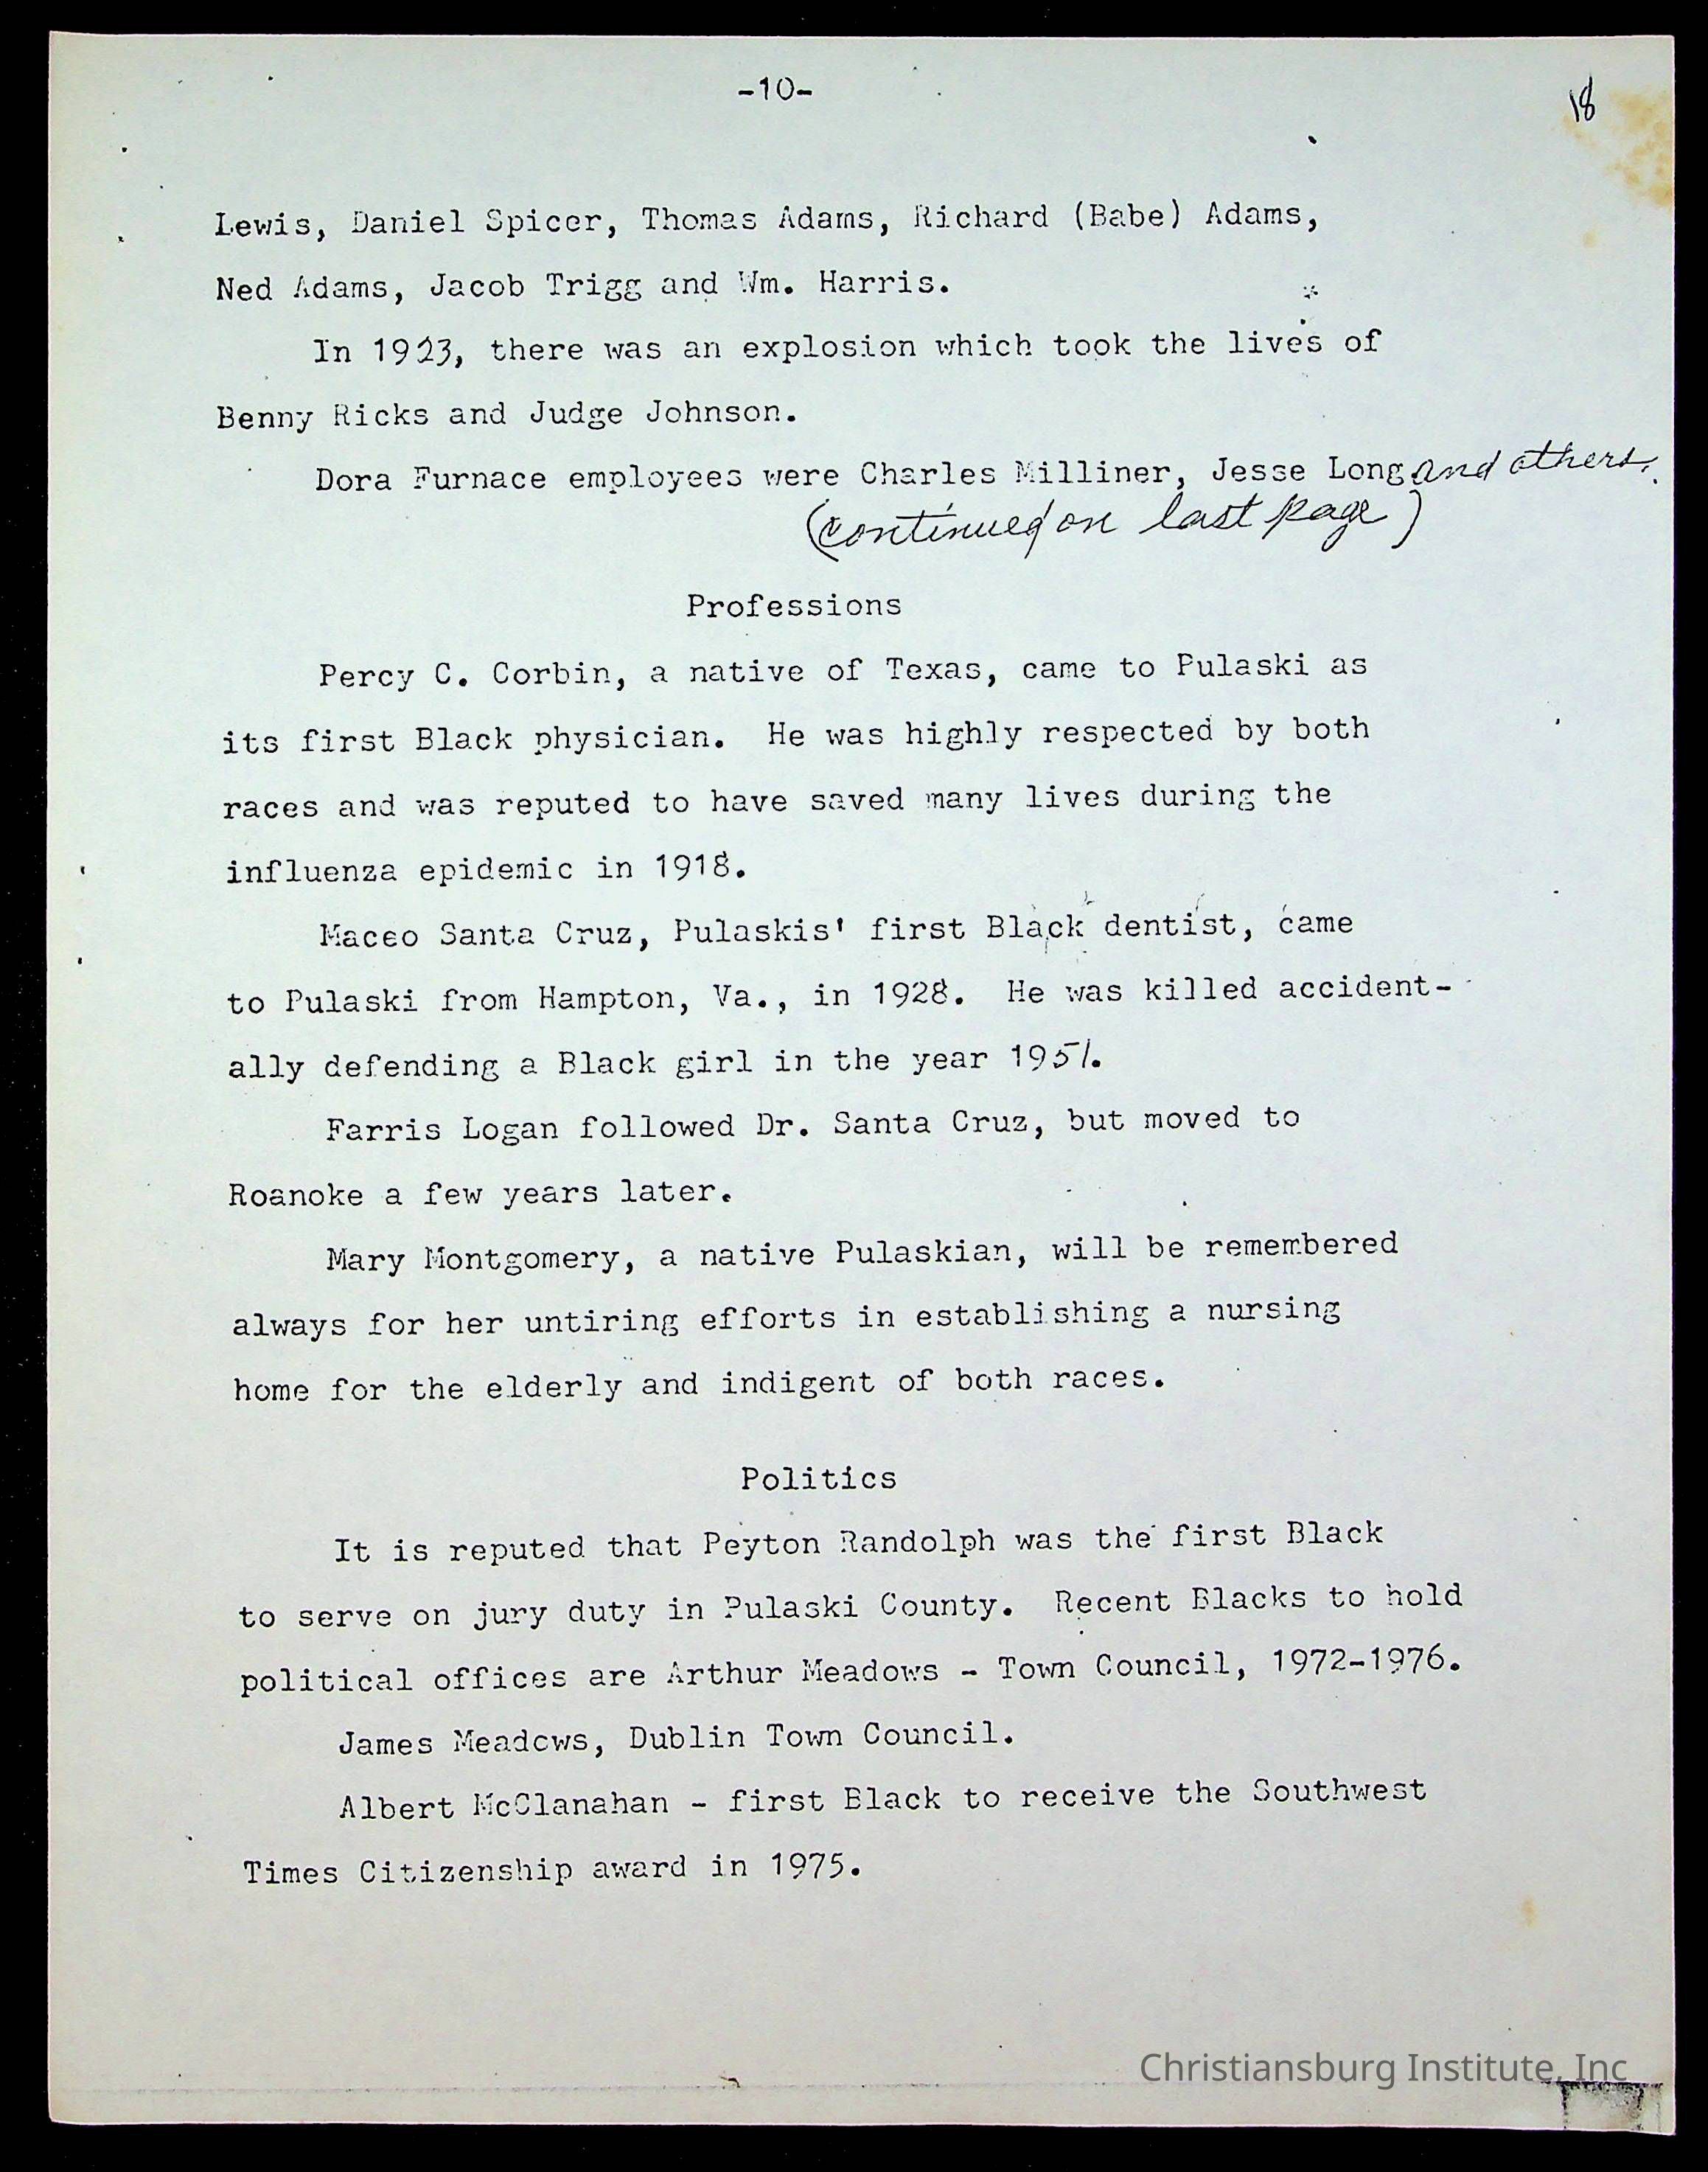 -10-
18
Lewis, Daniel Spicer, Thomas Adams, Richard (Babe) Adams,
Ned Adams, Jacob Trigg and Wm. Harris.
In 1923, there was an explosion which took the lives of
Benny Ricks and Judge Johnson.
Dora Furnace employees were Charles Milliner, Jesse Long and others.
(continued on last page)
Professions
Percy C. Corbin, a native of Texas, came to Pulaski as
its first Black physician. He was highly respected by both
races and was reputed to have saved many lives during the
influenza epidemic in 1918.
Maceo Santa Cruz, Pulaskis' first Black dentist, came
to Pulaski from Hampton, Va., in 1928. He was killed accident-
ally defending a Black girl in the year 1951.
Farris Logan followed Dr. Santa Cruz, but moved to
Roanoke a few years later.
Mary Montgomery, a native Pulaskian, will be remembered
always for her untiring efforts in establishing a nursing
home for the elderly and indigent of both races.
Politics
It is reputed that Peyton Randolph was the first Black
to serve on jury duty in Pulaski County. Recent Blacks to hold
political offices are Arthur Meadows - Town Council, 1972-1976.
James Meadows, Dublin Town Council.
Albert McClanahan - first Black to receive the Southwest
Times Citizenship award in 1975.
Christiansburg Institute, Inc